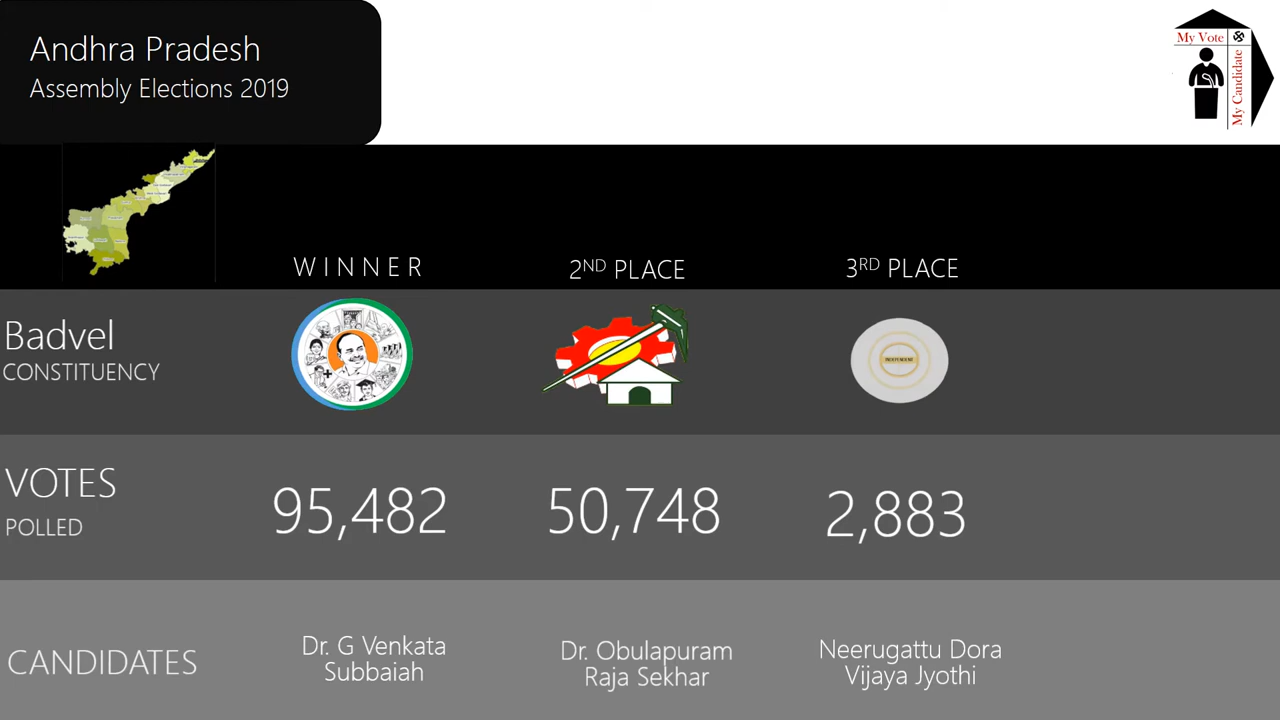 Andhra Pradesh
Assembly Elections 2019
My Vote
My Candidate
WINNER
2ND PLACE
3RD PLACE
Badvel
CONSTITUENCY
INDEPENDENT
VOTES
POLLED
95,482
50,748
2,883
CANDIDATES
Dr. G Venkata
Subbaiah
Dr. Obulapuram
Raja Sekhar
Neerugattu Dora
Vijaya Jyothi